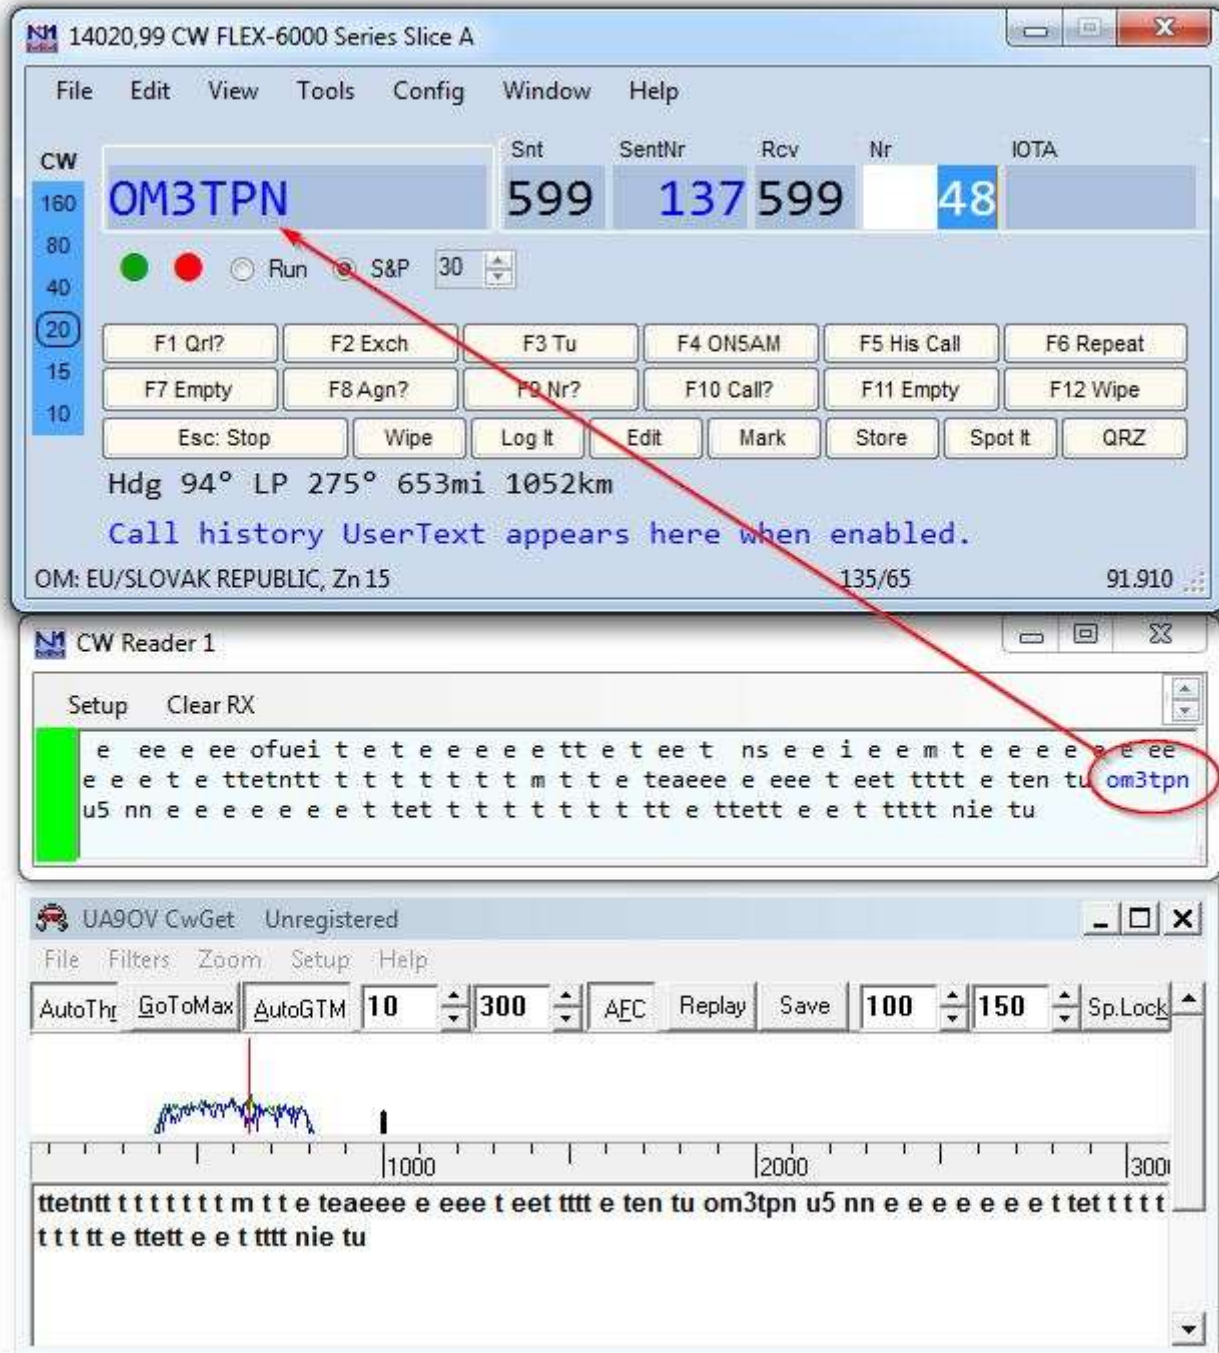 14020,99 CW FLEX-6000 Series Slice A
File Edit View Tools Config Window Help
CW Snt SentNr Rcv Nr IOTA
160 OM3TPN 599 137 599 48
80
Run S&P 30
40
20 F1 Qrl? F2 Exch F3 Tu F4 ON5AM F5 His Call F6 Repeat
15 F7 Empty F8 Agn? F9 Nr? F10 Call? F11 Empty F12 Wipe
10
Esc: Stop Wipe Log It Edit Mark Store Spot It QRZ
Hdg 94° LP 275° 653mi 1052km
Call history UserText appears here when enabled.
OM: EU/SLOVAK REPUBLIC, Zn 15 135/65 91.910
CW Reader 1
Setup Clear RX
e ee e ee ofuei t e t e e e e e tt e t ee t ns e e i e e m t e e e e a e ee
e e e t e ttetntt t t t t t t t m t t e teaeee e eee t eet tttt e ten tu om3tpn
u5 nn e e e e e e e t tet t t t t t t t t tt e ttett e e t tttt nie tu
UA9OV CwGet Unregistered
File Filters Zoom Setup Help
AutoThr GoToMax AutoGTM 10 300 AFC Replay Save 100 150 Sp.Lock
1000 2000 300
ttetntt t t t t t t t m t t e teaeee e eee t eet tttt e ten tu om3tpn u5 nn e e e e e e e t tet t t t t
t t t tt e ttett e e t tttt nie tu